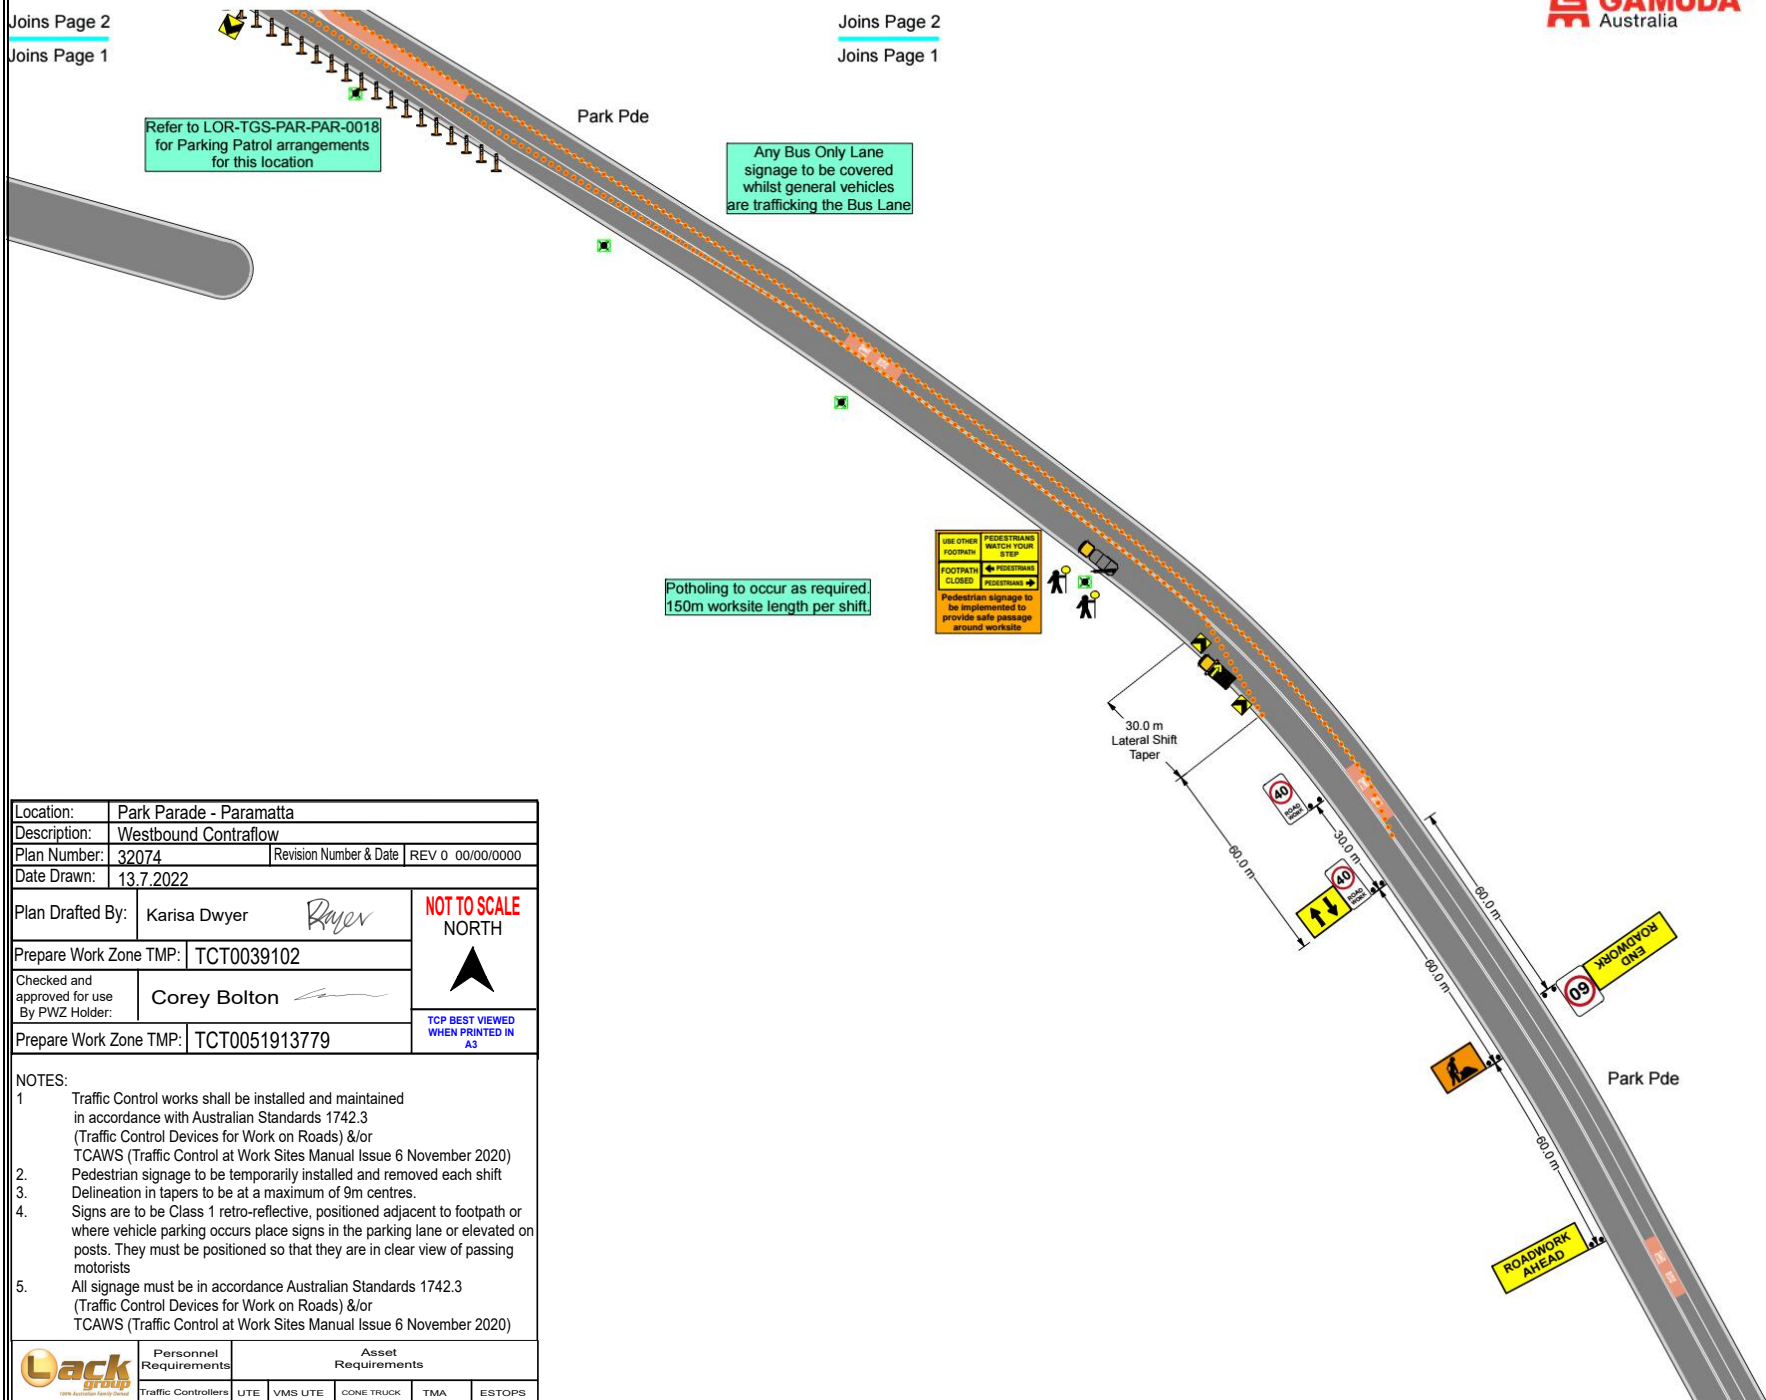 Joins Page 2
Joins Page 1
Joins Page 2
Joins Page 1
GAMUDA
Australia
Park Pde
Refer to LOR-TGS-PAR-PAR-0018
for Parking Patrol arrangements
for this location
Any Bus Only Lane
signage to be covered
whilst general vehicles
are trafficking the Bus Lane
Potholing to occur as required.
150m worksite length per shift.
USE OTHER
FOOTPATH
PEDESTRIANS
WATCH YOUR
STEP
FOOTPATH
CLOSED
PEDESTRIANS
PEDESTRIANS
Pedestrian signage to
be implemented to
provide safe passage
around worksite
30.0 m
Lateral Shift
Taper
40
ROAD
WORK
30.0 m
60.0 m
40
ROAD
WORK
60.0 m
60.0 m
END
ROADWORK
60
Park Pde
60.0 m
ROADWORK
AHEAD
Location: Park Parade - Paramatta
Description: Westbound Contraflow
Plan Number: 32074 Revision Number & Date REV 0 00/00/0000
Date Drawn: 13.7.2022
Plan Drafted By: Karisa Dwyer
NOT TO SCALE
NORTH
Prepare Work Zone TMP: TCT0039102
Checked and
approved for use
By PWZ Holder:
Corey Bolton
TCP BEST VIEWED
WHEN PRINTED IN
A3
Prepare Work Zone TMP: TCT0051913779
NOTES:
1 Traffic Control works shall be installed and maintained
in accordance with Australian Standards 1742.3
(Traffic Control Devices for Work on Roads) &/or
TCAWS (Traffic Control at Work Sites Manual Issue 6 November 2020)
2. Pedestrian signage to be temporarily installed and removed each shift
3. Delineation in tapers to be at a maximum of 9m centres.
4. Signs are to be Class 1 retro-reflective, positioned adjacent to footpath or
where vehicle parking occurs place signs in the parking lane or elevated on
posts. They must be positioned so that they are in clear view of passing
motorists
5. All signage must be in accordance Australian Standards 1742.3
(Traffic Control Devices for Work on Roads) &/or
TCAWS (Traffic Control at Work Sites Manual Issue 6 November 2020)
Lack
group
100% Australian Family Owned
Personnel
Requirements
Asset
Requirements
Traffic Controllers UTE VMS UTE CONE TRUCK TMA ESTOPS